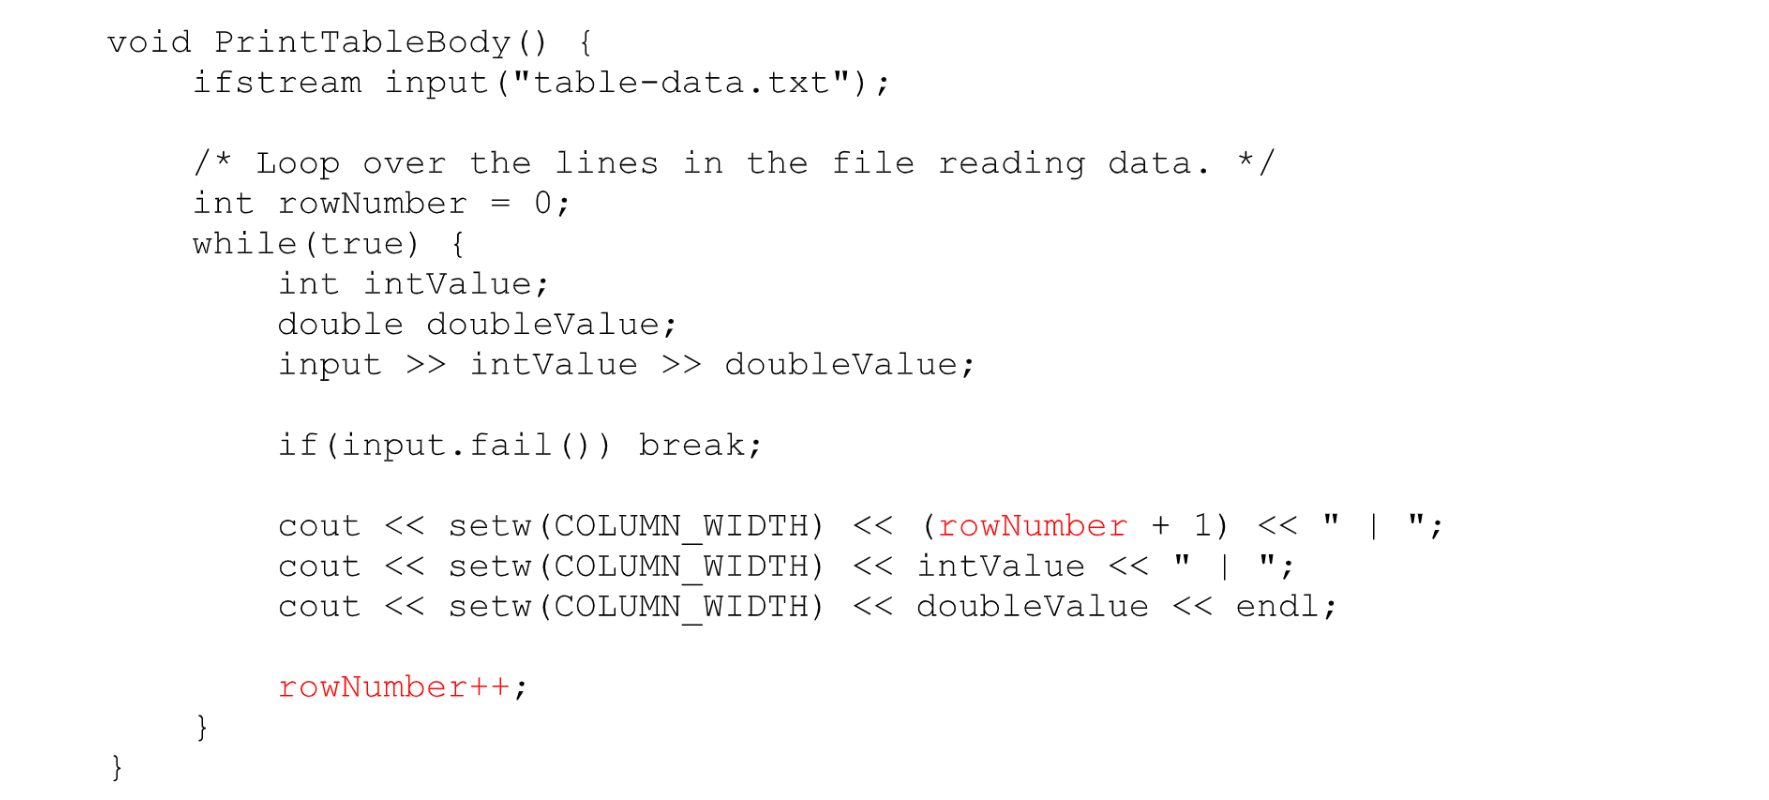 void PrintTableBody() {
    ifstream input("table-data.txt");

    /* Loop over the lines in the file reading data. */
    int rowNumber = 0;
    while(true) {
        int intValue;
        double doubleValue;
        input >> intValue >> doubleValue;

        if(input.fail()) break;

        cout << setw(COLUMN_WIDTH) << (rowNumber + 1) << " | ";
        cout << setw(COLUMN_WIDTH) << intValue << " | ";
        cout << setw(COLUMN_WIDTH) << doubleValue << endl;

        rowNumber++;
    }
}